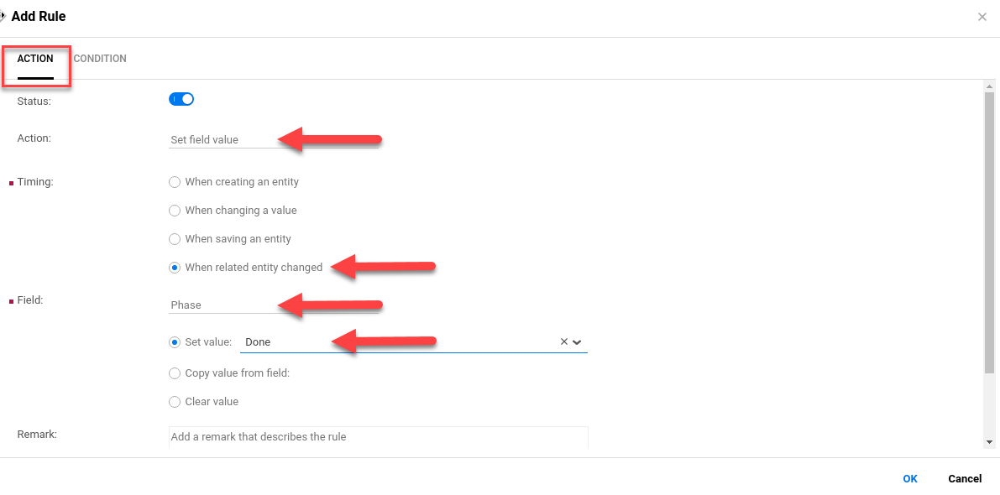 Add Rule
ACTION CONDITION
Status:
Action: Set field value
Timing: When creating an entity
When changing a value
When saving an entity
When related entity changed
Field: Phase
Set value: Done
Copy value from field:
Clear value
Remark: Add a remark that describes the rule
OK Cancel